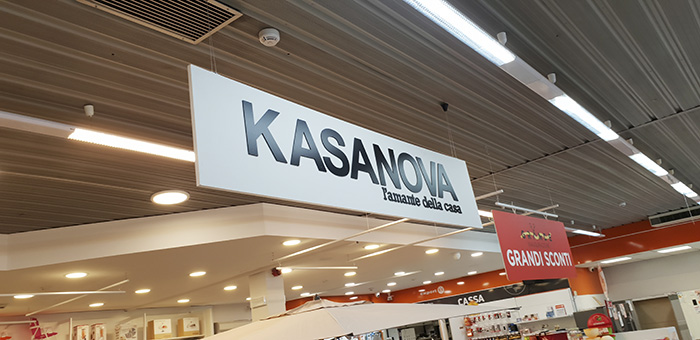 KASANOVA
l'amante della casa
GRANDI SCONTI
CASSA